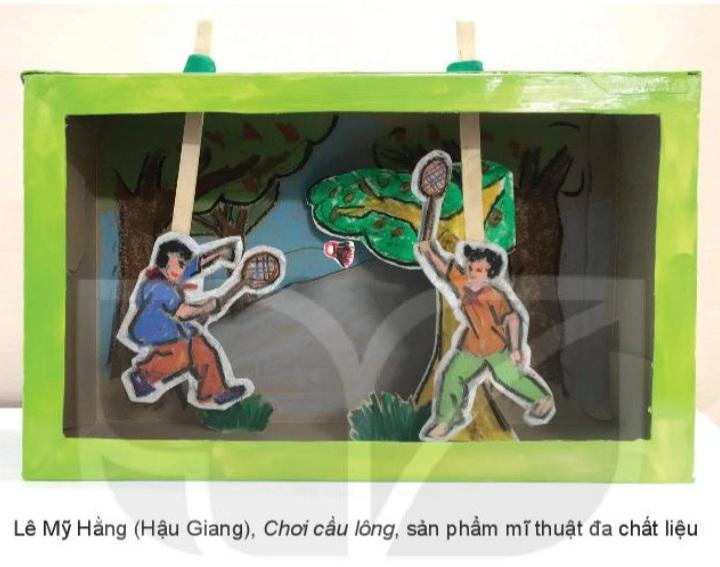 Lê Mỹ Hằng (Hậu Giang), Chơi cầu lông, sản phẩm mĩ thuật đa chất liệu